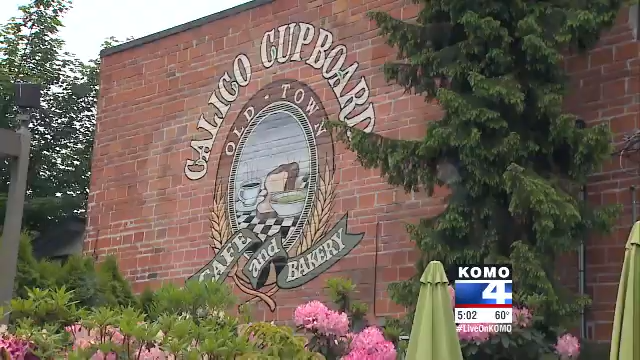 CALICO CUPBOARD
OLD · TOWN
CAFE and BAKERY
KOMO
4
5:02 60°
#LiveOnKOMO